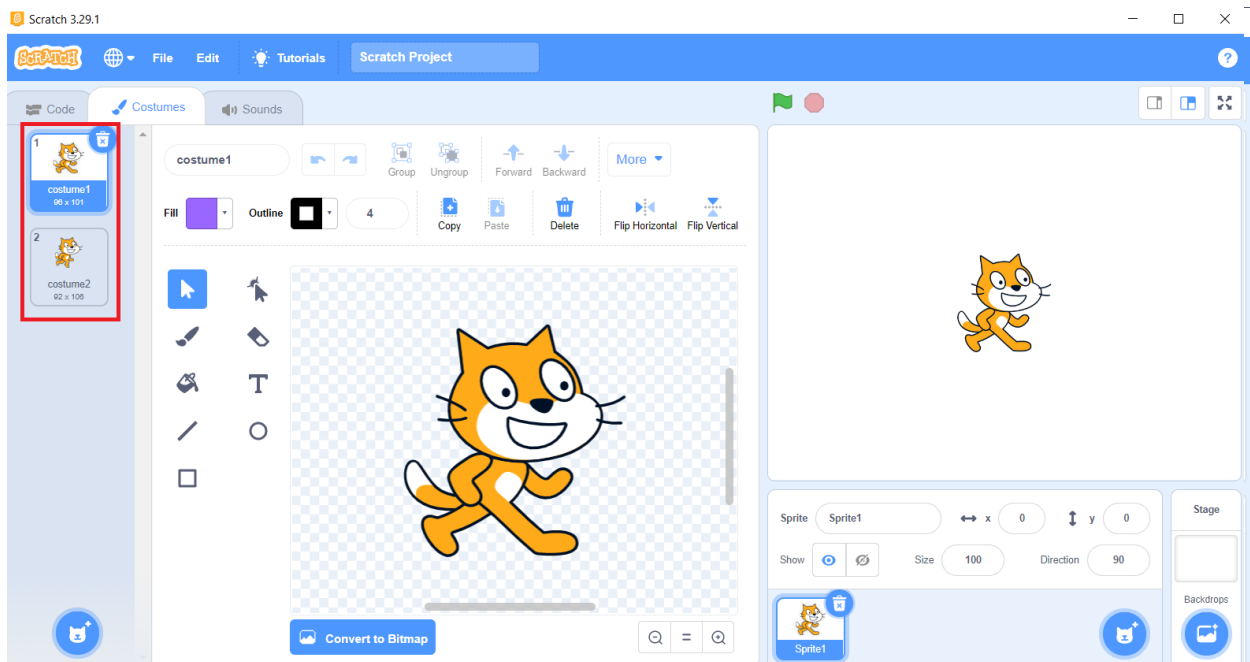 Scratch 3.29.1
SCRATCH File Edit Tutorials Scratch Project ?
Code Costumes Sounds
1
costume1
96 x 101
2
costume2
92 x 106
costume1 Group Ungroup Forward Backward More
Fill Outline 4 Copy Paste Delete Flip Horizontal Flip Vertical
T
Convert to Bitmap
=
Sprite Sprite1 x 0 y 0
Show Size 100 Direction 90
Sprite1
Stage
Backdrops